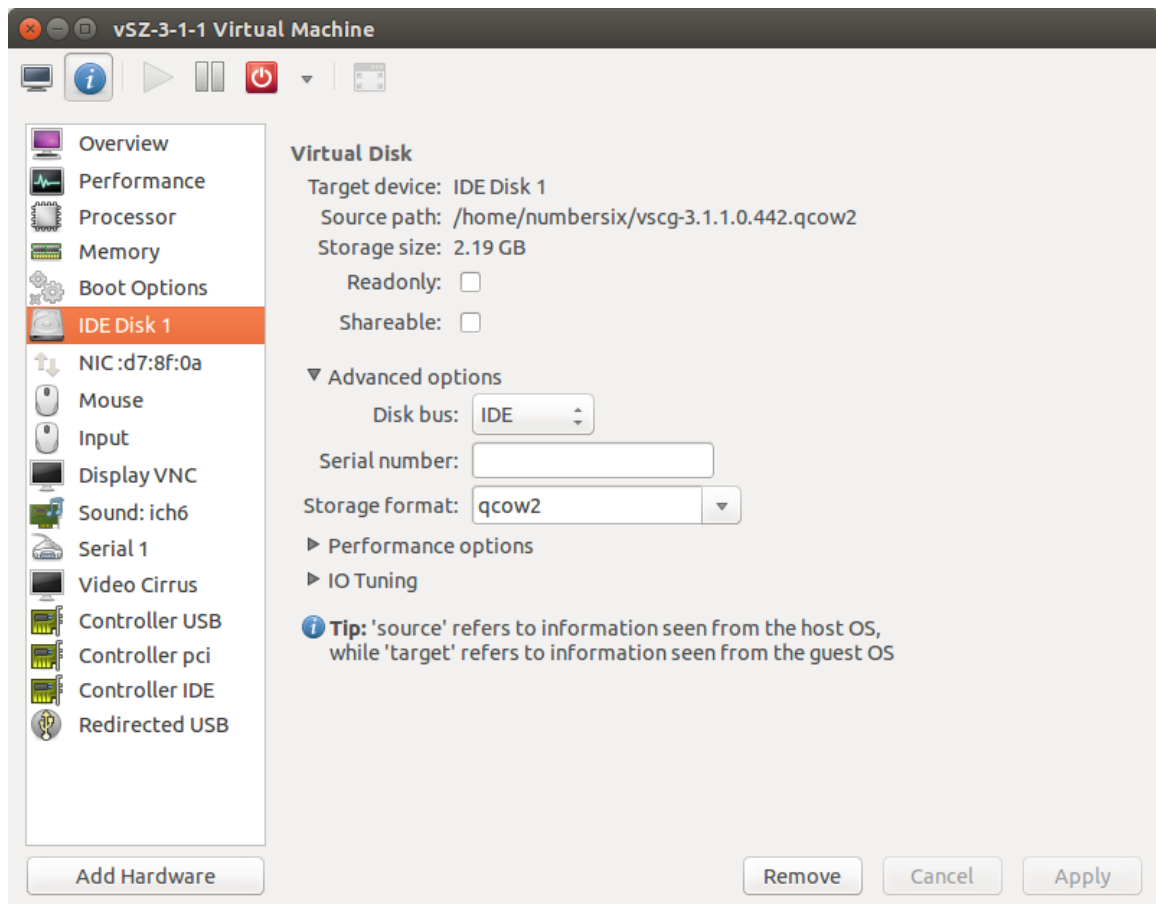 vSZ-3-1-1 Virtual Machine
Overview
Performance
Processor
Memory
Boot Options
IDE Disk 1
NIC :d7:8f:0a
Mouse
Input
Display VNC
Sound: ich6
Serial 1
Video Cirrus
Controller USB
Controller pci
Controller IDE
Redirected USB
Add Hardware
Virtual Disk
Target device: IDE Disk 1
Source path: /home/numbersix/vscg-3.1.1.0.442.qcow2
Storage size: 2.19 GB
Readonly:
Shareable:
Advanced options
Disk bus: IDE
Serial number:
Storage format: qcow2
Performance options
IO Tuning
Tip: 'source' refers to information seen from the host OS,
while 'target' refers to information seen from the guest OS
Remove Cancel Apply